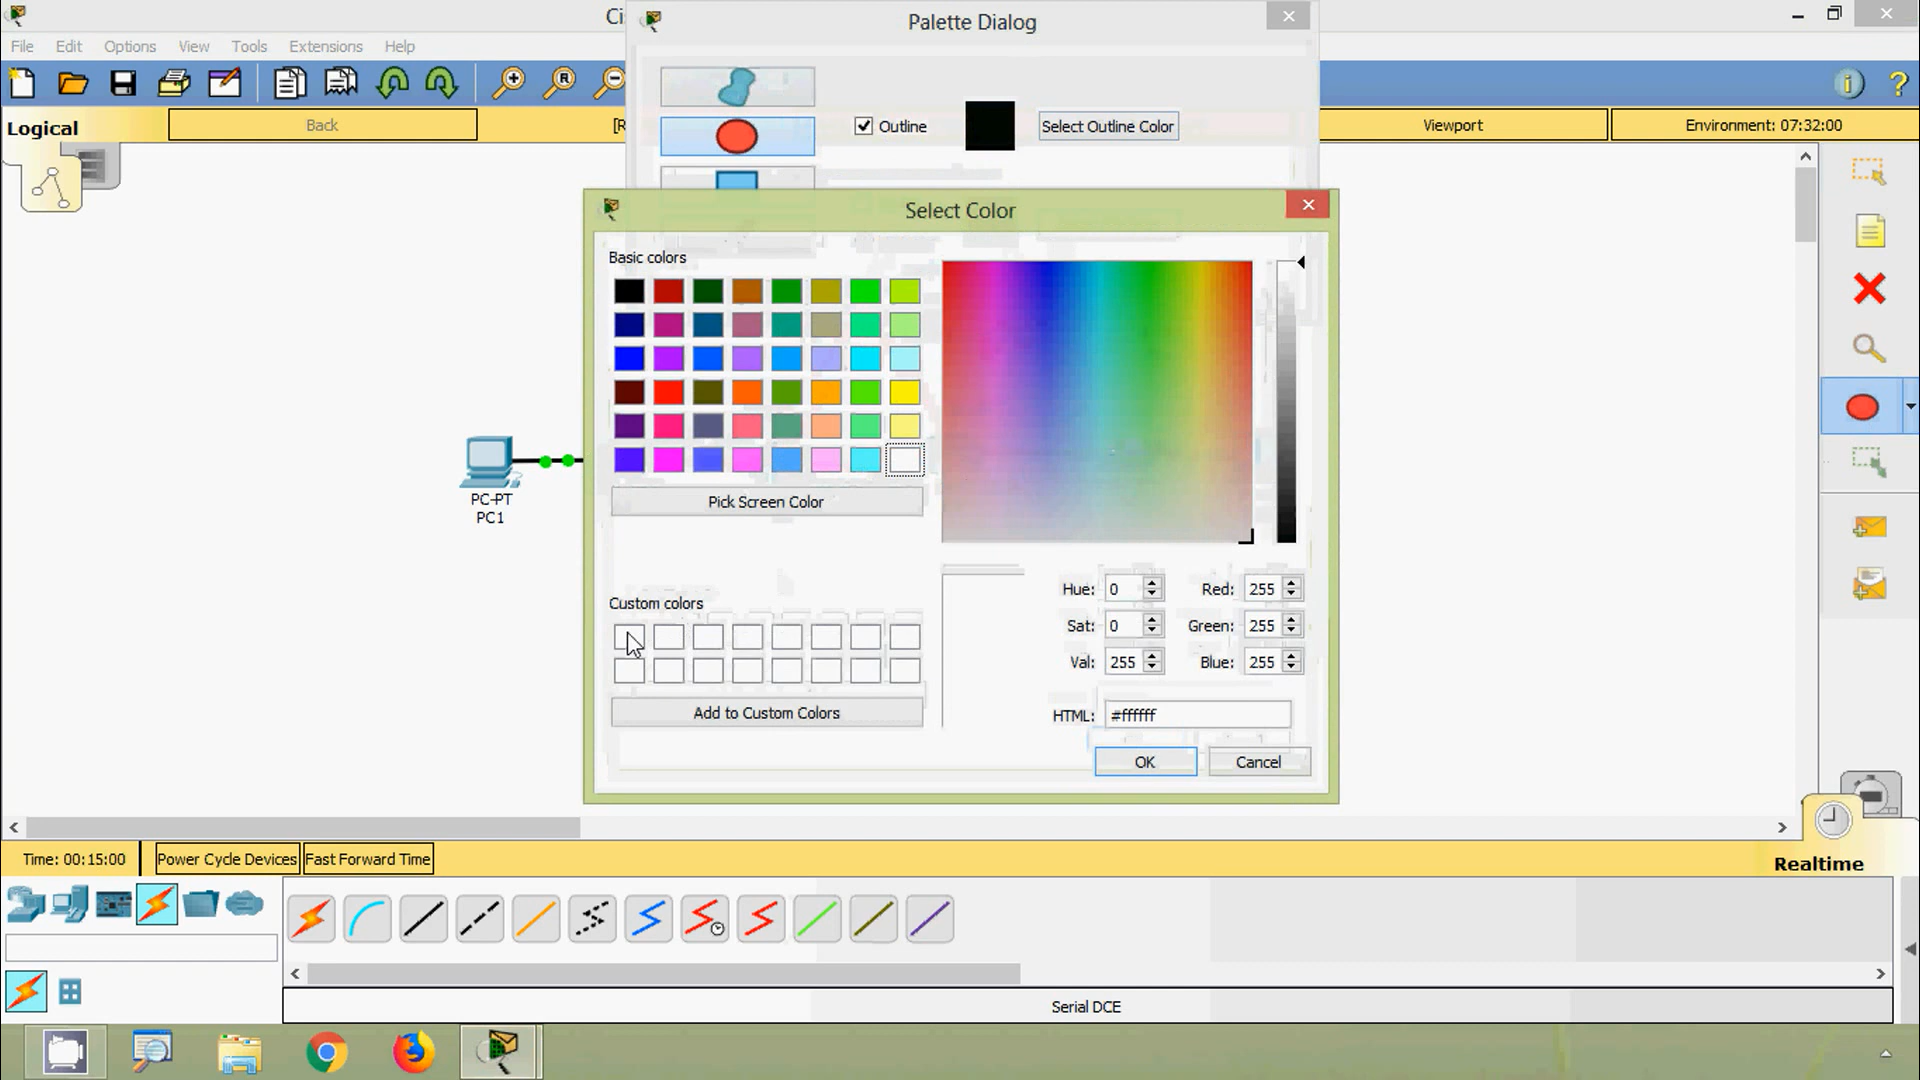 Ci
Palette Dialog
File Edit Options View Tools Extensions Help
Logical
Back
[R
Viewport
Environment: 07:32:00
Outline
Select Outline Color
Select Color
Basic colors
Pick Screen Color
PC-PT
PC1
Custom colors
Hue: 0 Red: 255
Sat: 0 Green: 255
Val: 255 Blue: 255
Add to Custom Colors
HTML: #ffffff
OK Cancel
Time: 00:15:00 Power Cycle Devices Fast Forward Time
Realtime
Serial DCE